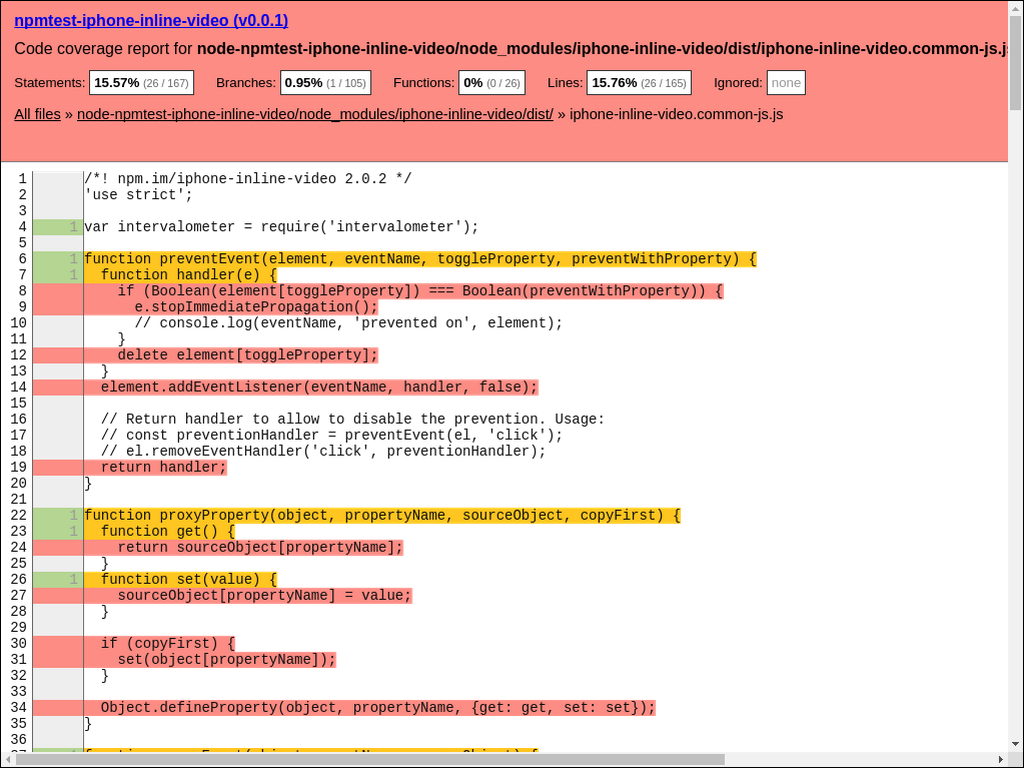 npmtest-iphone-inline-video (v0.0.1)
Code coverage report for node-npmtest-iphone-inline-video/node_modules/iphone-inline-video/dist/iphone-inline-video.common-js.j
Statements: 15.57% (26 / 167) Branches: 0.95% (1 / 105) Functions: 0% (0 / 26) Lines: 15.76% (26 / 165) Ignored: none
All files » node-npmtest-iphone-inline-video/node_modules/iphone-inline-video/dist/ » iphone-inline-video.common-js.js
1 /*! npm.im/iphone-inline-video 2.0.2 */
2 'use strict';
3
4 1 var intervalometer = require('intervalometer');
5
6 1 function preventEvent(element, eventName, toggleProperty, preventWithProperty) {
7 1 function handler(e) {
8 if (Boolean(element[toggleProperty]) === Boolean(preventWithProperty)) {
9 e.stopImmediatePropagation();
10 // console.log(eventName, 'prevented on', element);
11 }
12 delete element[toggleProperty];
13 }
14 element.addEventListener(eventName, handler, false);
15
16 // Return handler to allow to disable the prevention. Usage:
17 // const preventionHandler = preventEvent(el, 'click');
18 // el.removeEventHandler('click', preventionHandler);
19 return handler;
20 }
21
22 1 function proxyProperty(object, propertyName, sourceObject, copyFirst) {
23 1 function get() {
24 return sourceObject[propertyName];
25 }
26 1 function set(value) {
27 sourceObject[propertyName] = value;
28 }
29
30 if (copyFirst) {
31 set(object[propertyName]);
32 }
33
34 Object.defineProperty(object, propertyName, {get: get, set: set});
35 }
36